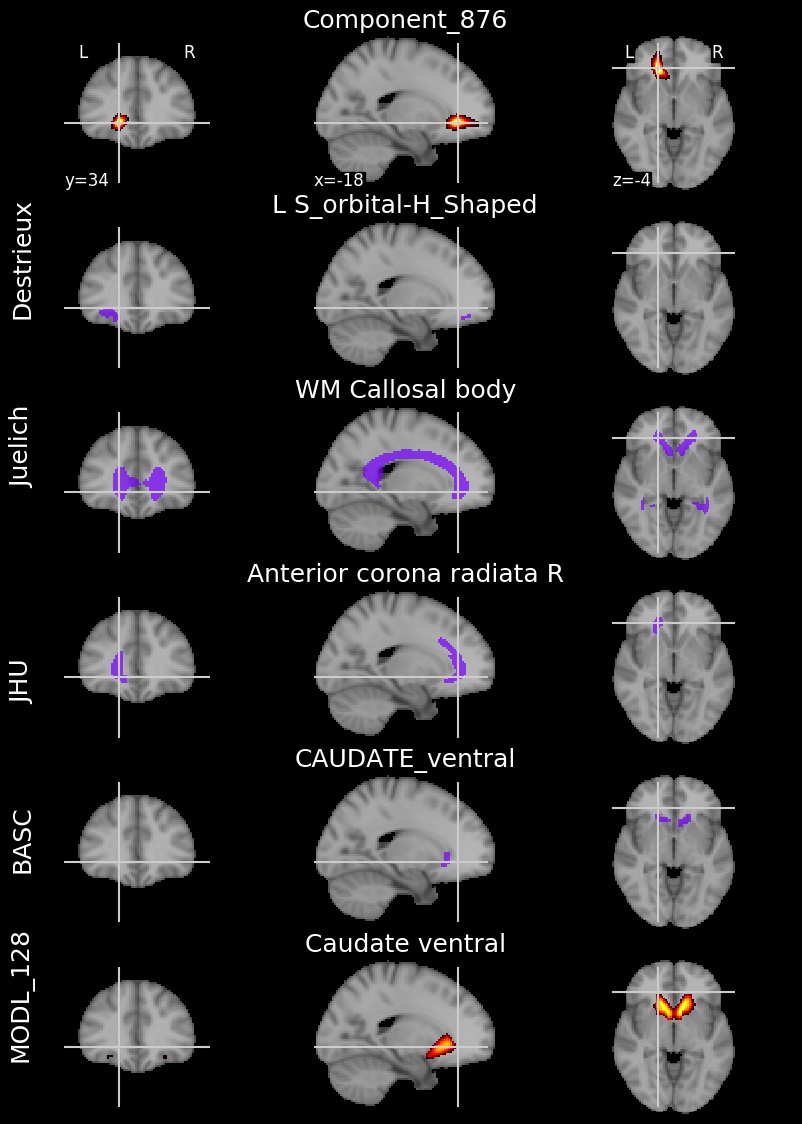 Component_876
L R
L R
y=34
x=-18
z=-4
Destrieux
L S_orbital-H_Shaped
Juelich
WM Callosal body
JHU
Anterior corona radiata R
BASC
CAUDATE_ventral
MODL_128
Caudate ventral